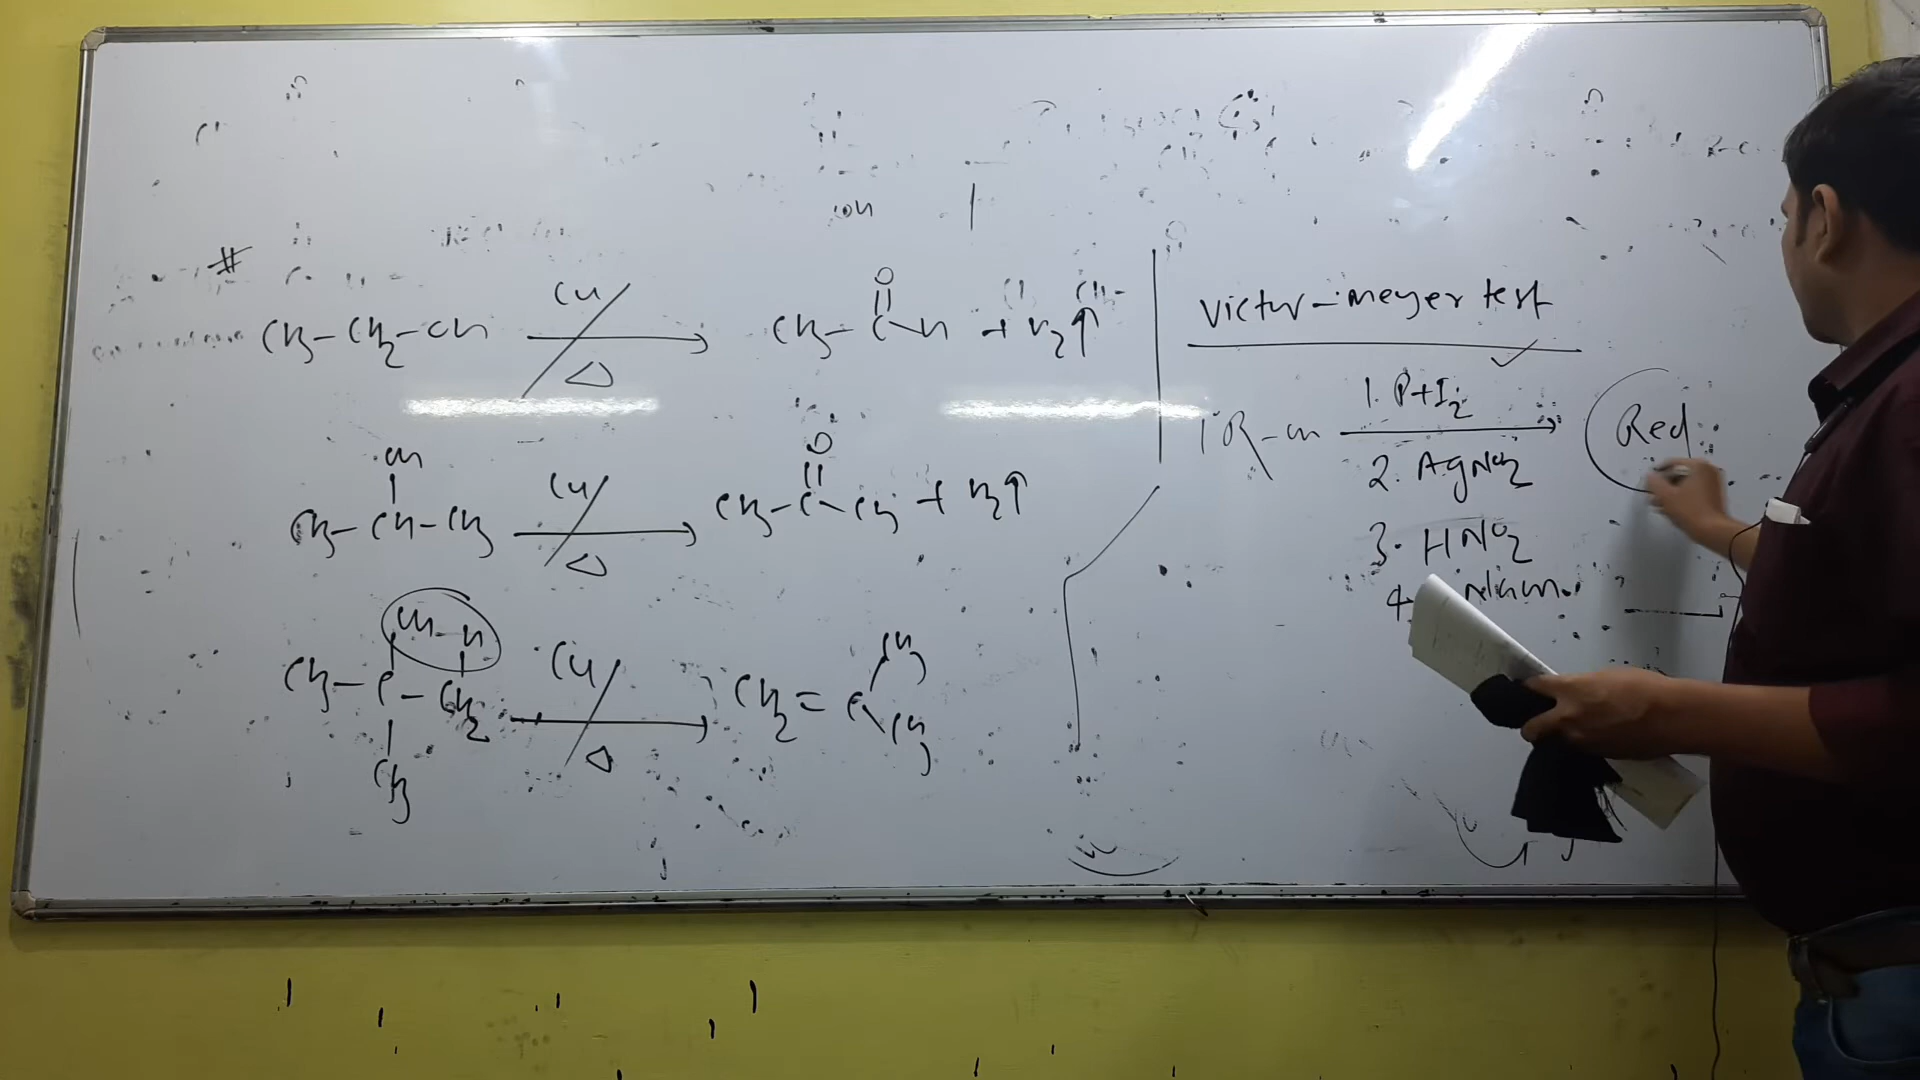 #
CH3-CH2-OH Cu/Δ CH3-C(=O)-H + H2↑
OH
CH3-CH-CH3 Cu/Δ CH3-C(=O)-CH3 + H2↑
OH H
CH3-C-CH2 Cu/Δ CH2=C
CH3
CH3
CH3
Victor-meyer test
1° R-OH
1. P+I2
2. AgNO2
3. HNO2
4.
Red